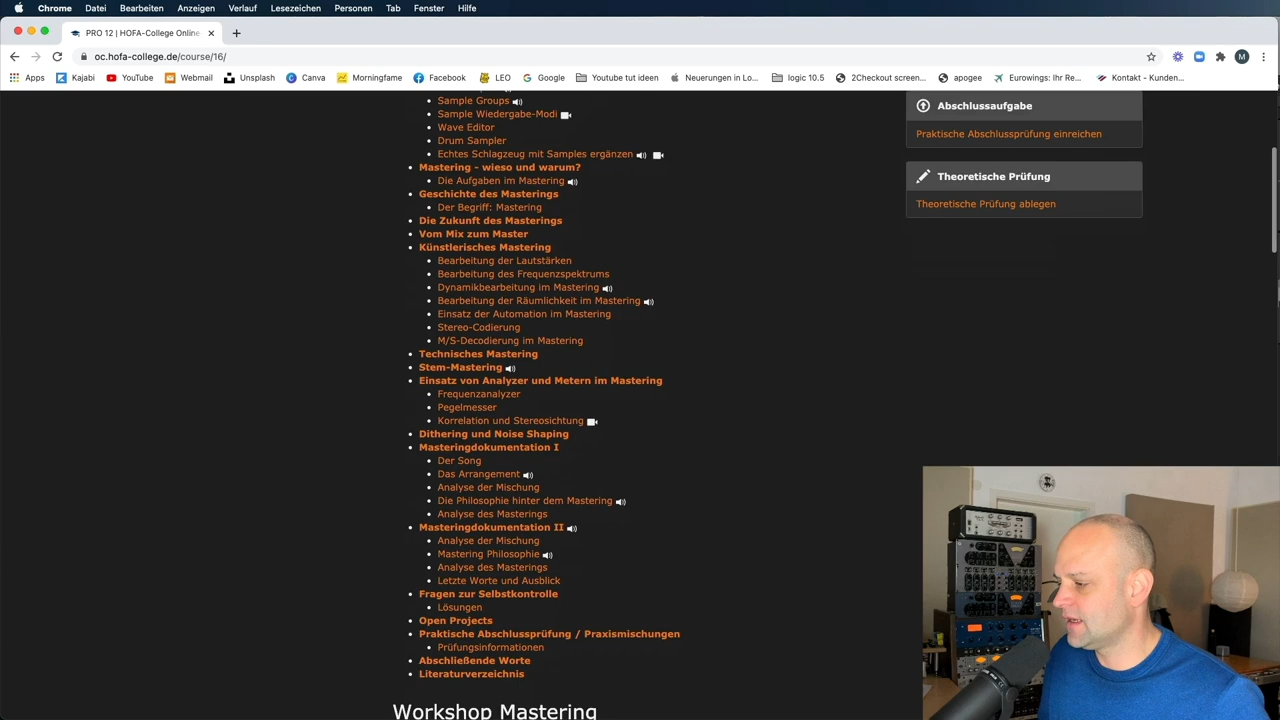 Chrome Datei Bearbeiten Anzeigen Verlauf Lesezeichen Personen Tab Fenster Hilfe
PRO 12 | HOFA-College Online
oc.hofa-college.de/course/16/
M
Apps Kajabi YouTube Webmail Unsplash Canva Morningfame Facebook LEO Google Youtube tut ideen Neuerungen in Lo... logic 10.5 2Checkout screen... apogee Eurowings: Ihr Re... Kontakt - Kunden...
Sample Groups
Sample Wiedergabe-Modi
Wave Editor
Drum Sampler
Echtes Schlagzeug mit Samples ergänzen
Mastering - wieso und warum?
Die Aufgaben im Mastering
Geschichte des Masterings
Der Begriff: Mastering
Die Zukunft des Masterings
Vom Mix zum Master
Künstlerisches Mastering
Bearbeitung der Lautstärken
Bearbeitung des Frequenzspektrums
Dynamikbearbeitung im Mastering
Bearbeitung der Räumlichkeit im Mastering
Einsatz der Automation im Mastering
Stereo-Codierung
M/S-Decodierung im Mastering
Technisches Mastering
Stem-Mastering
Einsatz von Analyzer und Metern im Mastering
Frequenzanalyzer
Pegelmesser
Korrelation und Stereosichtung
Dithering und Noise Shaping
Masteringdokumentation I
Der Song
Das Arrangement
Analyse der Mischung
Die Philosophie hinter dem Mastering
Analyse des Masterings
Masteringdokumentation II
Analyse der Mischung
Mastering Philosophie
Analyse des Masterings
Letzte Worte und Ausblick
Fragen zur Selbstkontrolle
Lösungen
Open Projects
Praktische Abschlussprüfung / Praxismischungen
Prüfungsinformationen
Abschließende Worte
Literaturverzeichnis
Workshop Mastering
Abschlussaufgabe
Praktische Abschlussprüfung einreichen
Theoretische Prüfung
Theoretische Prüfung ablegen